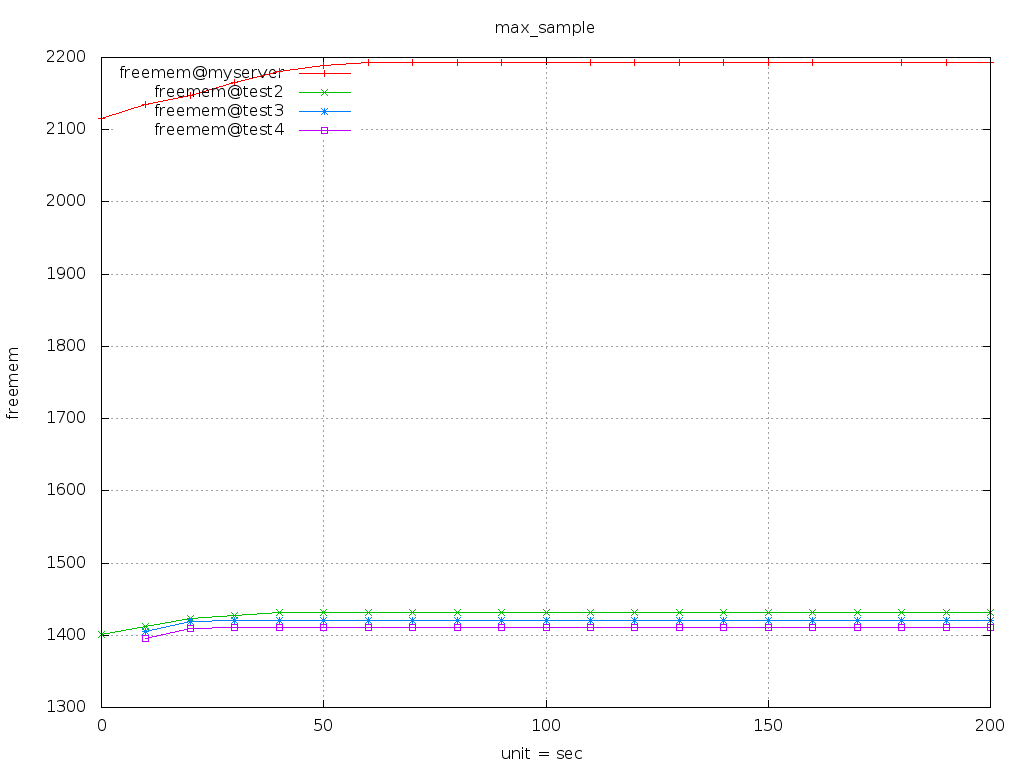 max_sample
2200
freemem@myserver
freemem@test2
freemem@test3
freemem@test4
2100
2000
1900
1800
1700
1600
1500
1400
1300
freemem
0 50 100 150 200
unit = sec